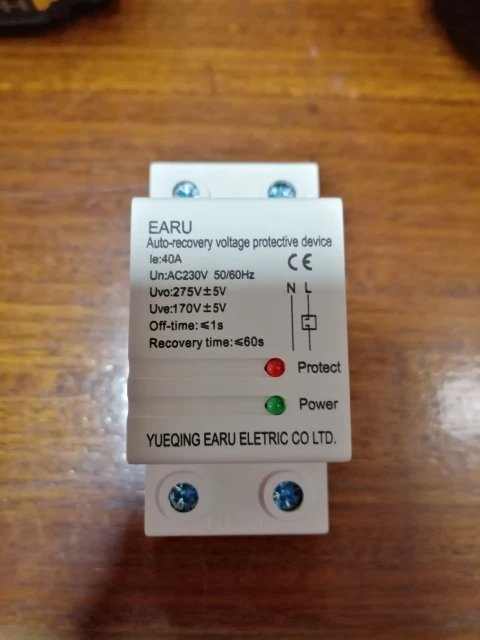 EARU
Auto-recovery voltage protective device
Ie:40A
CE
Un:AC230V 50/60Hz
Uvo:275V±5V
N L
Uve:170V±5V
Off-time:≤1s
Recovery time:≤60s
Protect
Power
YUEQING EARU ELETRIC CO LTD.